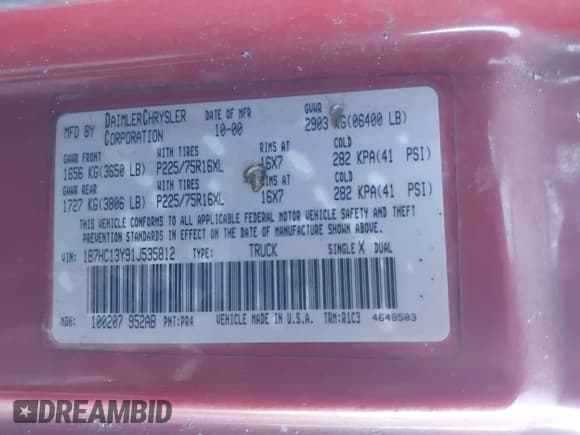 MFD BY DAIMLERCHRYSLER CORPORATION DATE OF MFR 10-00 GVWR 2903 KG(06400 LB)
GAWR FRONT WITH TIRES RIMS AT COLD
1656 KG(3650 LB) P225/75R16XL 16X7 282 KPA(41 PSI)
GAWR REAR WITH TIRES RIMS AT COLD
1727 KG(3806 LB) P225/75R16XL 16X7 282 KPA(41 PSI)
THIS VEHICLE CONFORMS TO ALL APPLICABLE FEDERAL MOTOR VEHICLE SAFETY AND THEFT
PREVENTION STANDARDS IN EFFECT ON THE DATE OF MANUFACTURE SHOWN ABOVE.
VIN: 1B7HC13Y91J535812 TRUCK SINGLE X DUAL
MDH: 100207 952AB PNT:PR4 VEHICLE MADE IN U.S.A. TRM:R1C3 4648503
DREAMBID